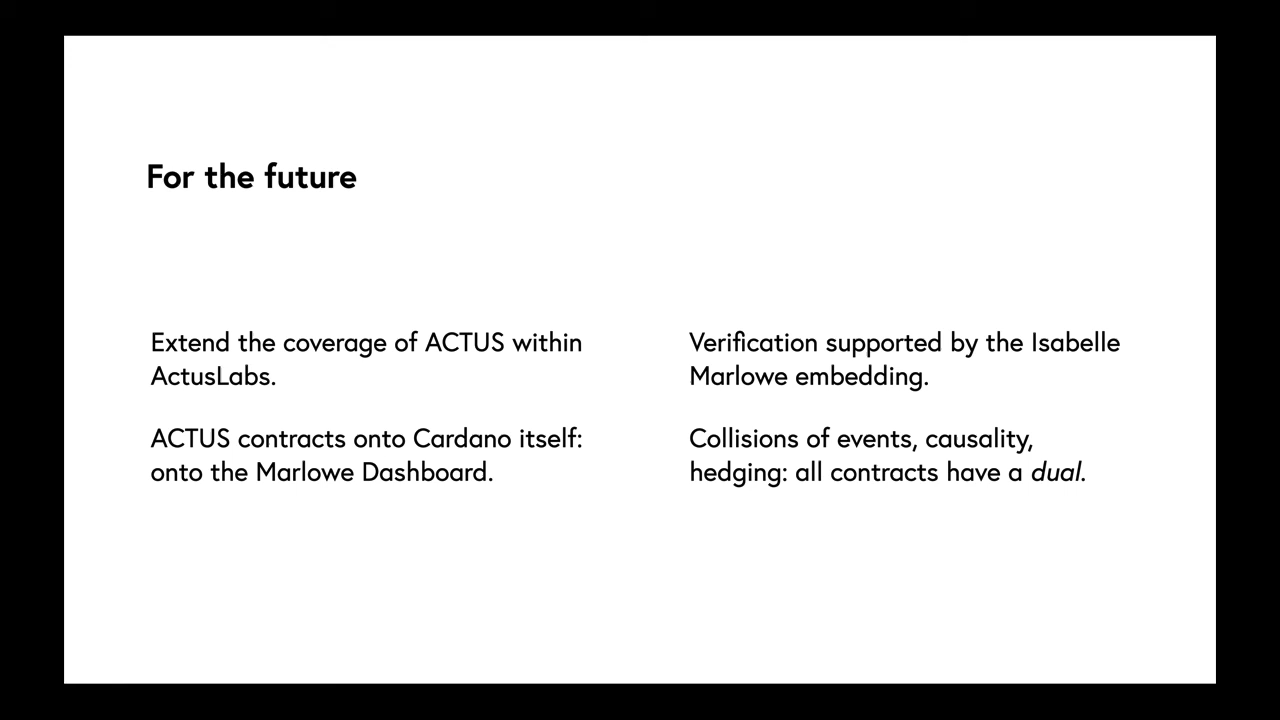 For the future
Extend the coverage of ACTUS within
ActusLabs.
ACTUS contracts onto Cardano itself:
onto the Marlowe Dashboard.
Verification supported by the Isabelle
Marlowe embedding.
Collisions of events, causality,
hedging: all contracts have a dual.